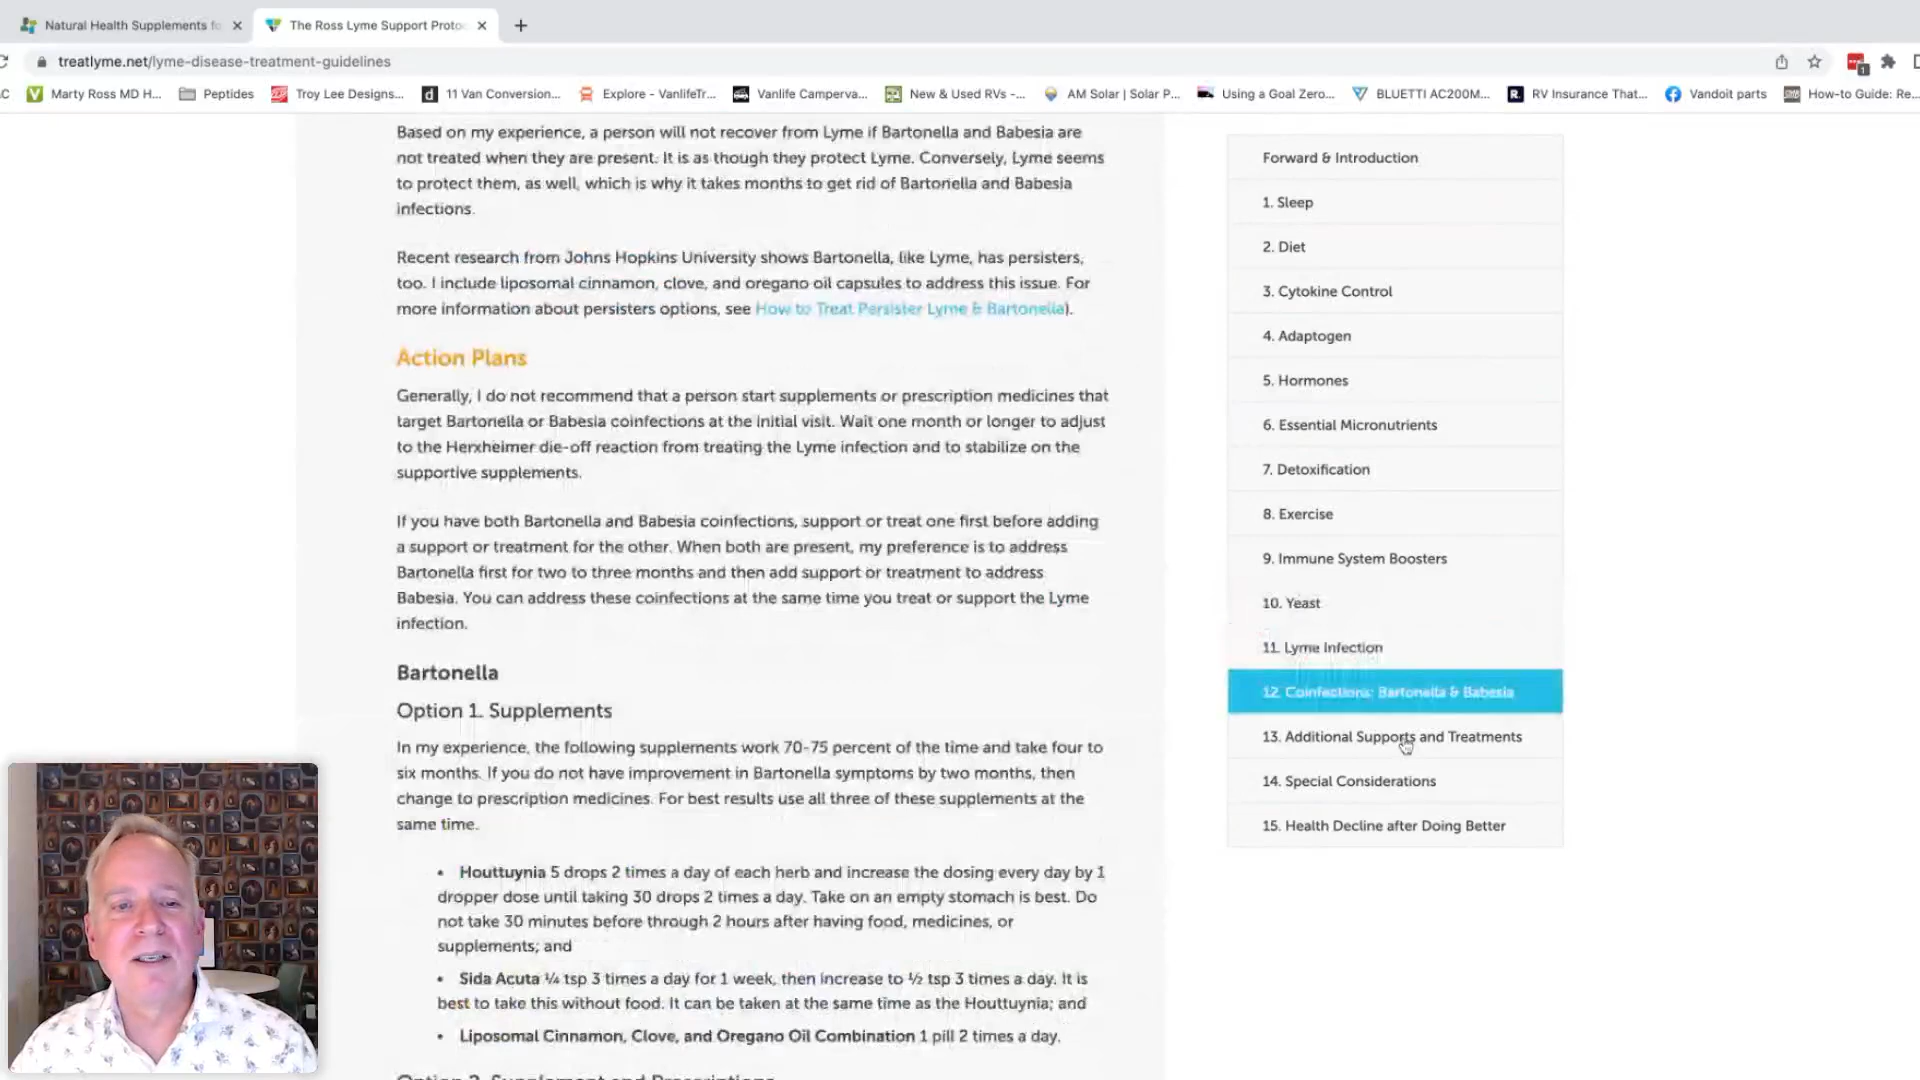 Natural Health Supplements fo
The Ross Lyme Support Protoc
treatlyme.net/lyme-disease-treatment-guidelines
1
Marty Ross MD H...
Peptides
Troy Lee Designs...
11 Van Conversion...
Explore - VanlifeTr...
Vanlife Camperva...
New & Used RVs -...
AM Solar | Solar P...
Using a Goal Zero...
BLUETTI AC200M...
RV Insurance That...
Vandoit parts
How-to Guide: Re...
Based on my experience, a person will not recover from Lyme if Bartonella and Babesia are
not treated when they are present. It is as though they protect Lyme. Conversely, Lyme seems
to protect them, as well, which is why it takes months to get rid of Bartonella and Babesia
infections.
Recent research from Johns Hopkins University shows Bartonella, like Lyme, has persisters,
too. I include liposomal cinnamon, clove, and oregano oil capsules to address this issue. For
more information about persisters options, see How to Treat Persister Lyme & Bartonella).
Action Plans
Generally, I do not recommend that a person start supplements or prescription medicines that
target Bartonella or Babesia coinfections at the initial visit. Wait one month or longer to adjust
to the Herxheimer die-off reaction from treating the Lyme infection and to stabilize on the
supportive supplements.
If you have both Bartonella and Babesia coinfections, support or treat one first before adding
a support or treatment for the other. When both are present, my preference is to address
Bartonella first for two to three months and then add support or treatment to address
Babesia. You can address these coinfections at the same time you treat or support the Lyme
infection.
Bartonella
Option 1. Supplements
In my experience, the following supplements work 70-75 percent of the time and take four to
six months. If you do not have improvement in Bartonella symptoms by two months, then
change to prescription medicines. For best results use all three of these supplements at the
same time.
• Houttuynia 5 drops 2 times a day of each herb and increase the dosing every day by 1
dropper dose until taking 30 drops 2 times a day. Take on an empty stomach is best. Do
not take 30 minutes before through 2 hours after having food, medicines, or
supplements; and
• Sida Acuta ¼ tsp 3 times a day for 1 week, then increase to ½ tsp 3 times a day. It is
best to take this without food. It can be taken at the same time as the Houttuynia; and
• Liposomal Cinnamon, Clove, and Oregano Oil Combination 1 pill 2 times a day.
Option 2. Supplement and Prescriptions
Forward & Introduction
1. Sleep
2. Diet
3. Cytokine Control
4. Adaptogen
5. Hormones
6. Essential Micronutrients
7. Detoxification
8. Exercise
9. Immune System Boosters
10. Yeast
11. Lyme Infection
12. Coinfections: Bartonella & Babesia
13. Additional Supports and Treatments
14. Special Considerations
15. Health Decline after Doing Better